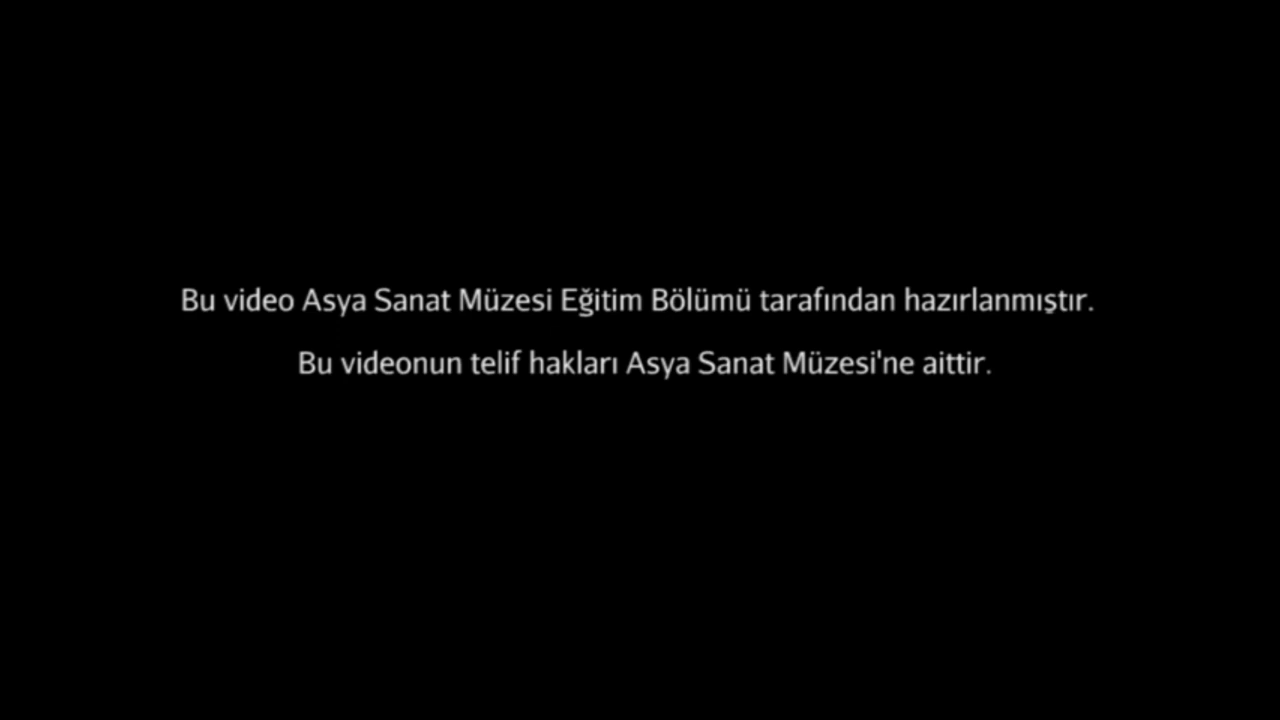 Bu video Asya Sanat Müzesi Eğitim Bölümü tarafından hazırlanmıştır.
Bu videonun telif hakları Asya Sanat Müzesi'ne aittir.